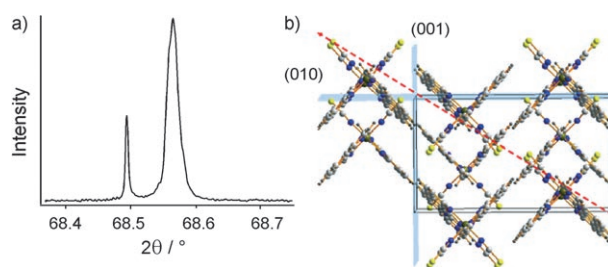 a)
Intensity
68.4 68.5 68.6 68.7
2θ / °
b)
(001)
(010)